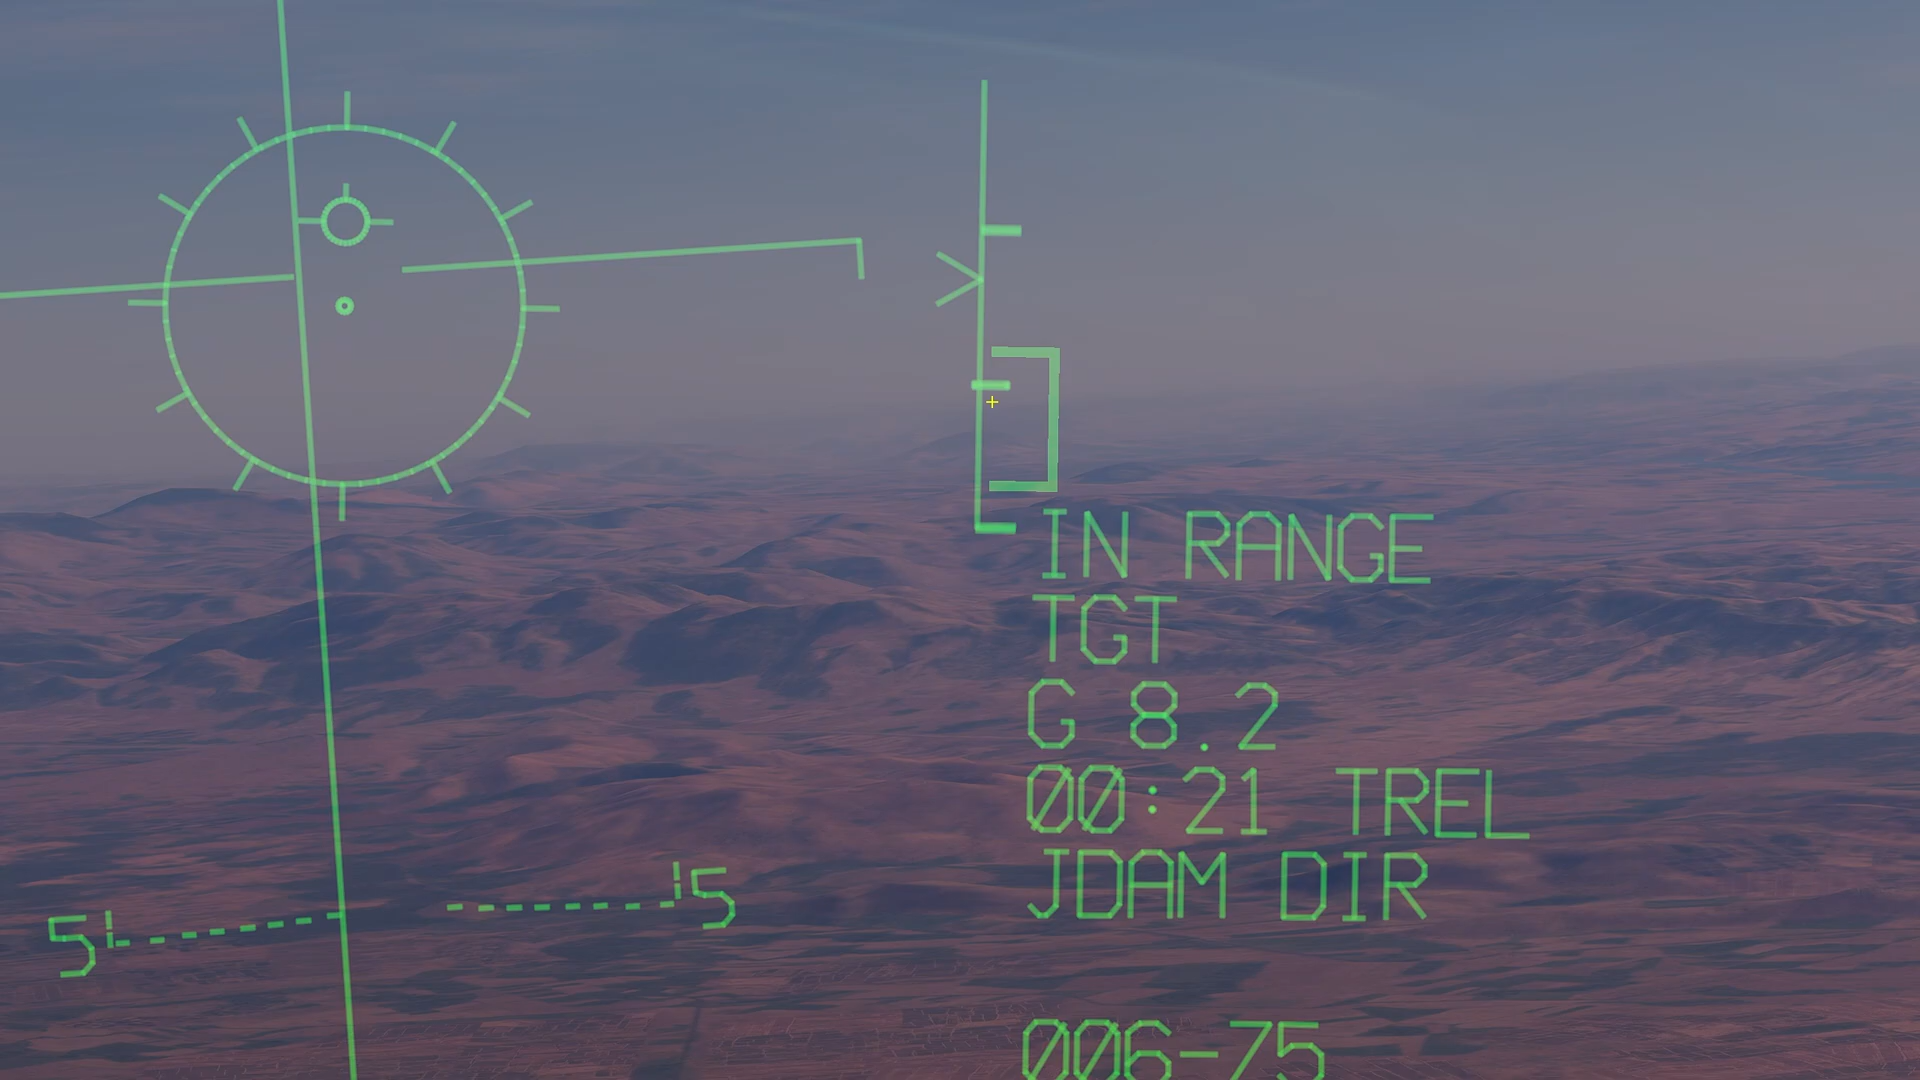 IN RANGE
TGT
G 8.2
00:21 TREL
JDAM DIR
5 5
006-75